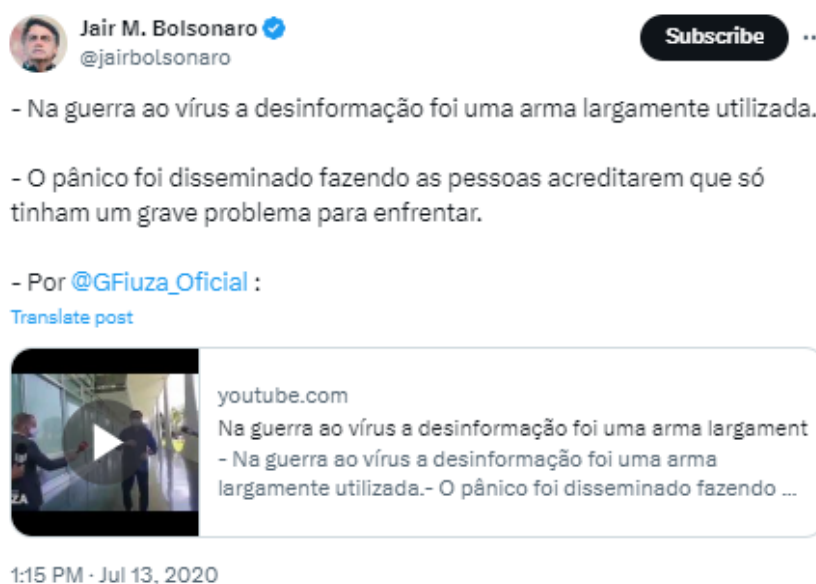 Jair M. Bolsonaro
Subscribe
@jairbolsonaro
- Na guerra ao vírus a desinformação foi uma arma largamente utilizada.
- O pânico foi disseminado fazendo as pessoas acreditarem que só
tinham um grave problema para enfrentar.
- Por @GFiuza_Oficial :
Translate post
youtube.com
Na guerra ao vírus a desinformação foi uma arma largament
- Na guerra ao vírus a desinformação foi uma arma
largamente utilizada.- O pânico foi disseminado fazendo ...
ZA
1:15 PM · Jul 13, 2020